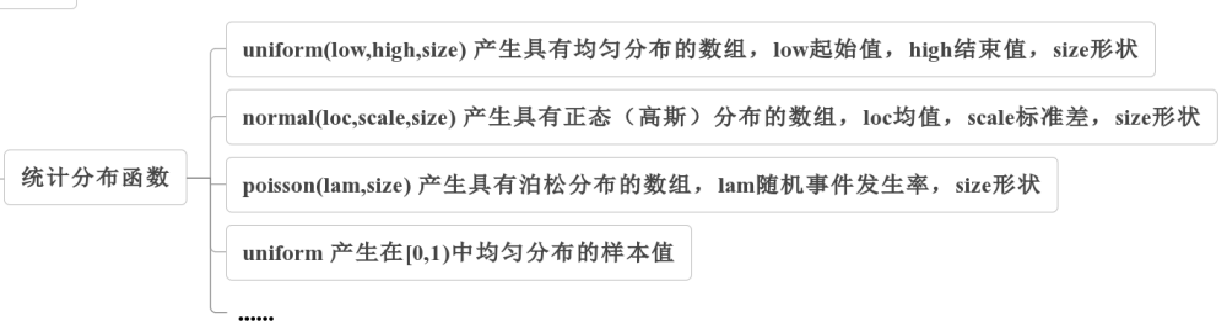 uniform(low,high,size) 产生具有均匀分布的数组，low起始值，high结束值，size形状
normal(loc,scale,size) 产生具有正态（高斯）分布的数组，loc均值，scale标准差，size形状
统计分布函数
poisson(lam,size) 产生具有泊松分布的数组，lam随机事件发生率，size形状
uniform 产生在[0,1)中均匀分布的样本值
......